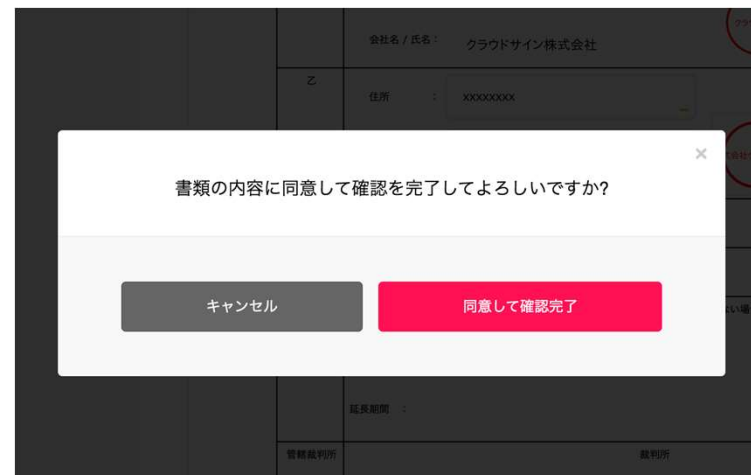 会社名 / 氏名：
クラウドサイン株式会社
乙
住所　：
xxxxxxxx
×
書類の内容に同意して確認を完了してよろしいですか?
キャンセル
同意して確認完了
延長期間　：
管轄裁判所
裁判所